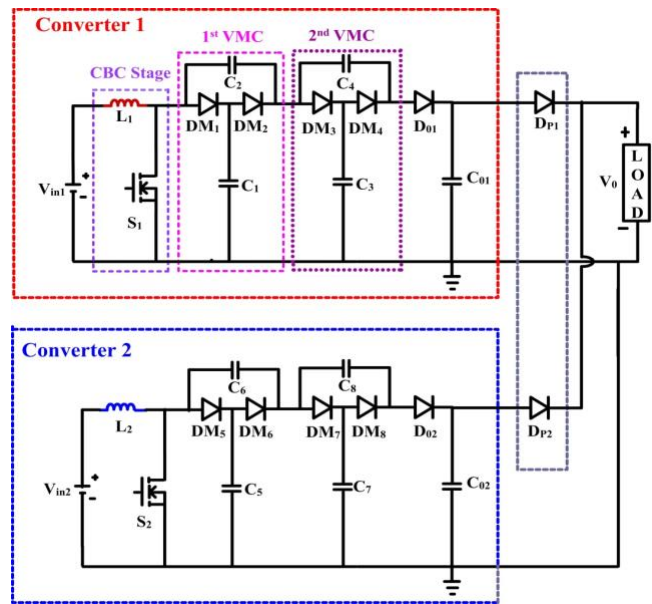 Converter 1
1st VMC
2nd VMC
CBC Stage
C2
C4
L1
DM1
DM2
DM3
DM4
D01
DP1
+
LOAD
V0
-
Vin1
+
-
S1
C1
C3
C01
Converter 2
C6
C8
L2
DM5
DM6
DM7
DM8
D02
DP2
Vin2
+
-
S2
C5
C7
C02